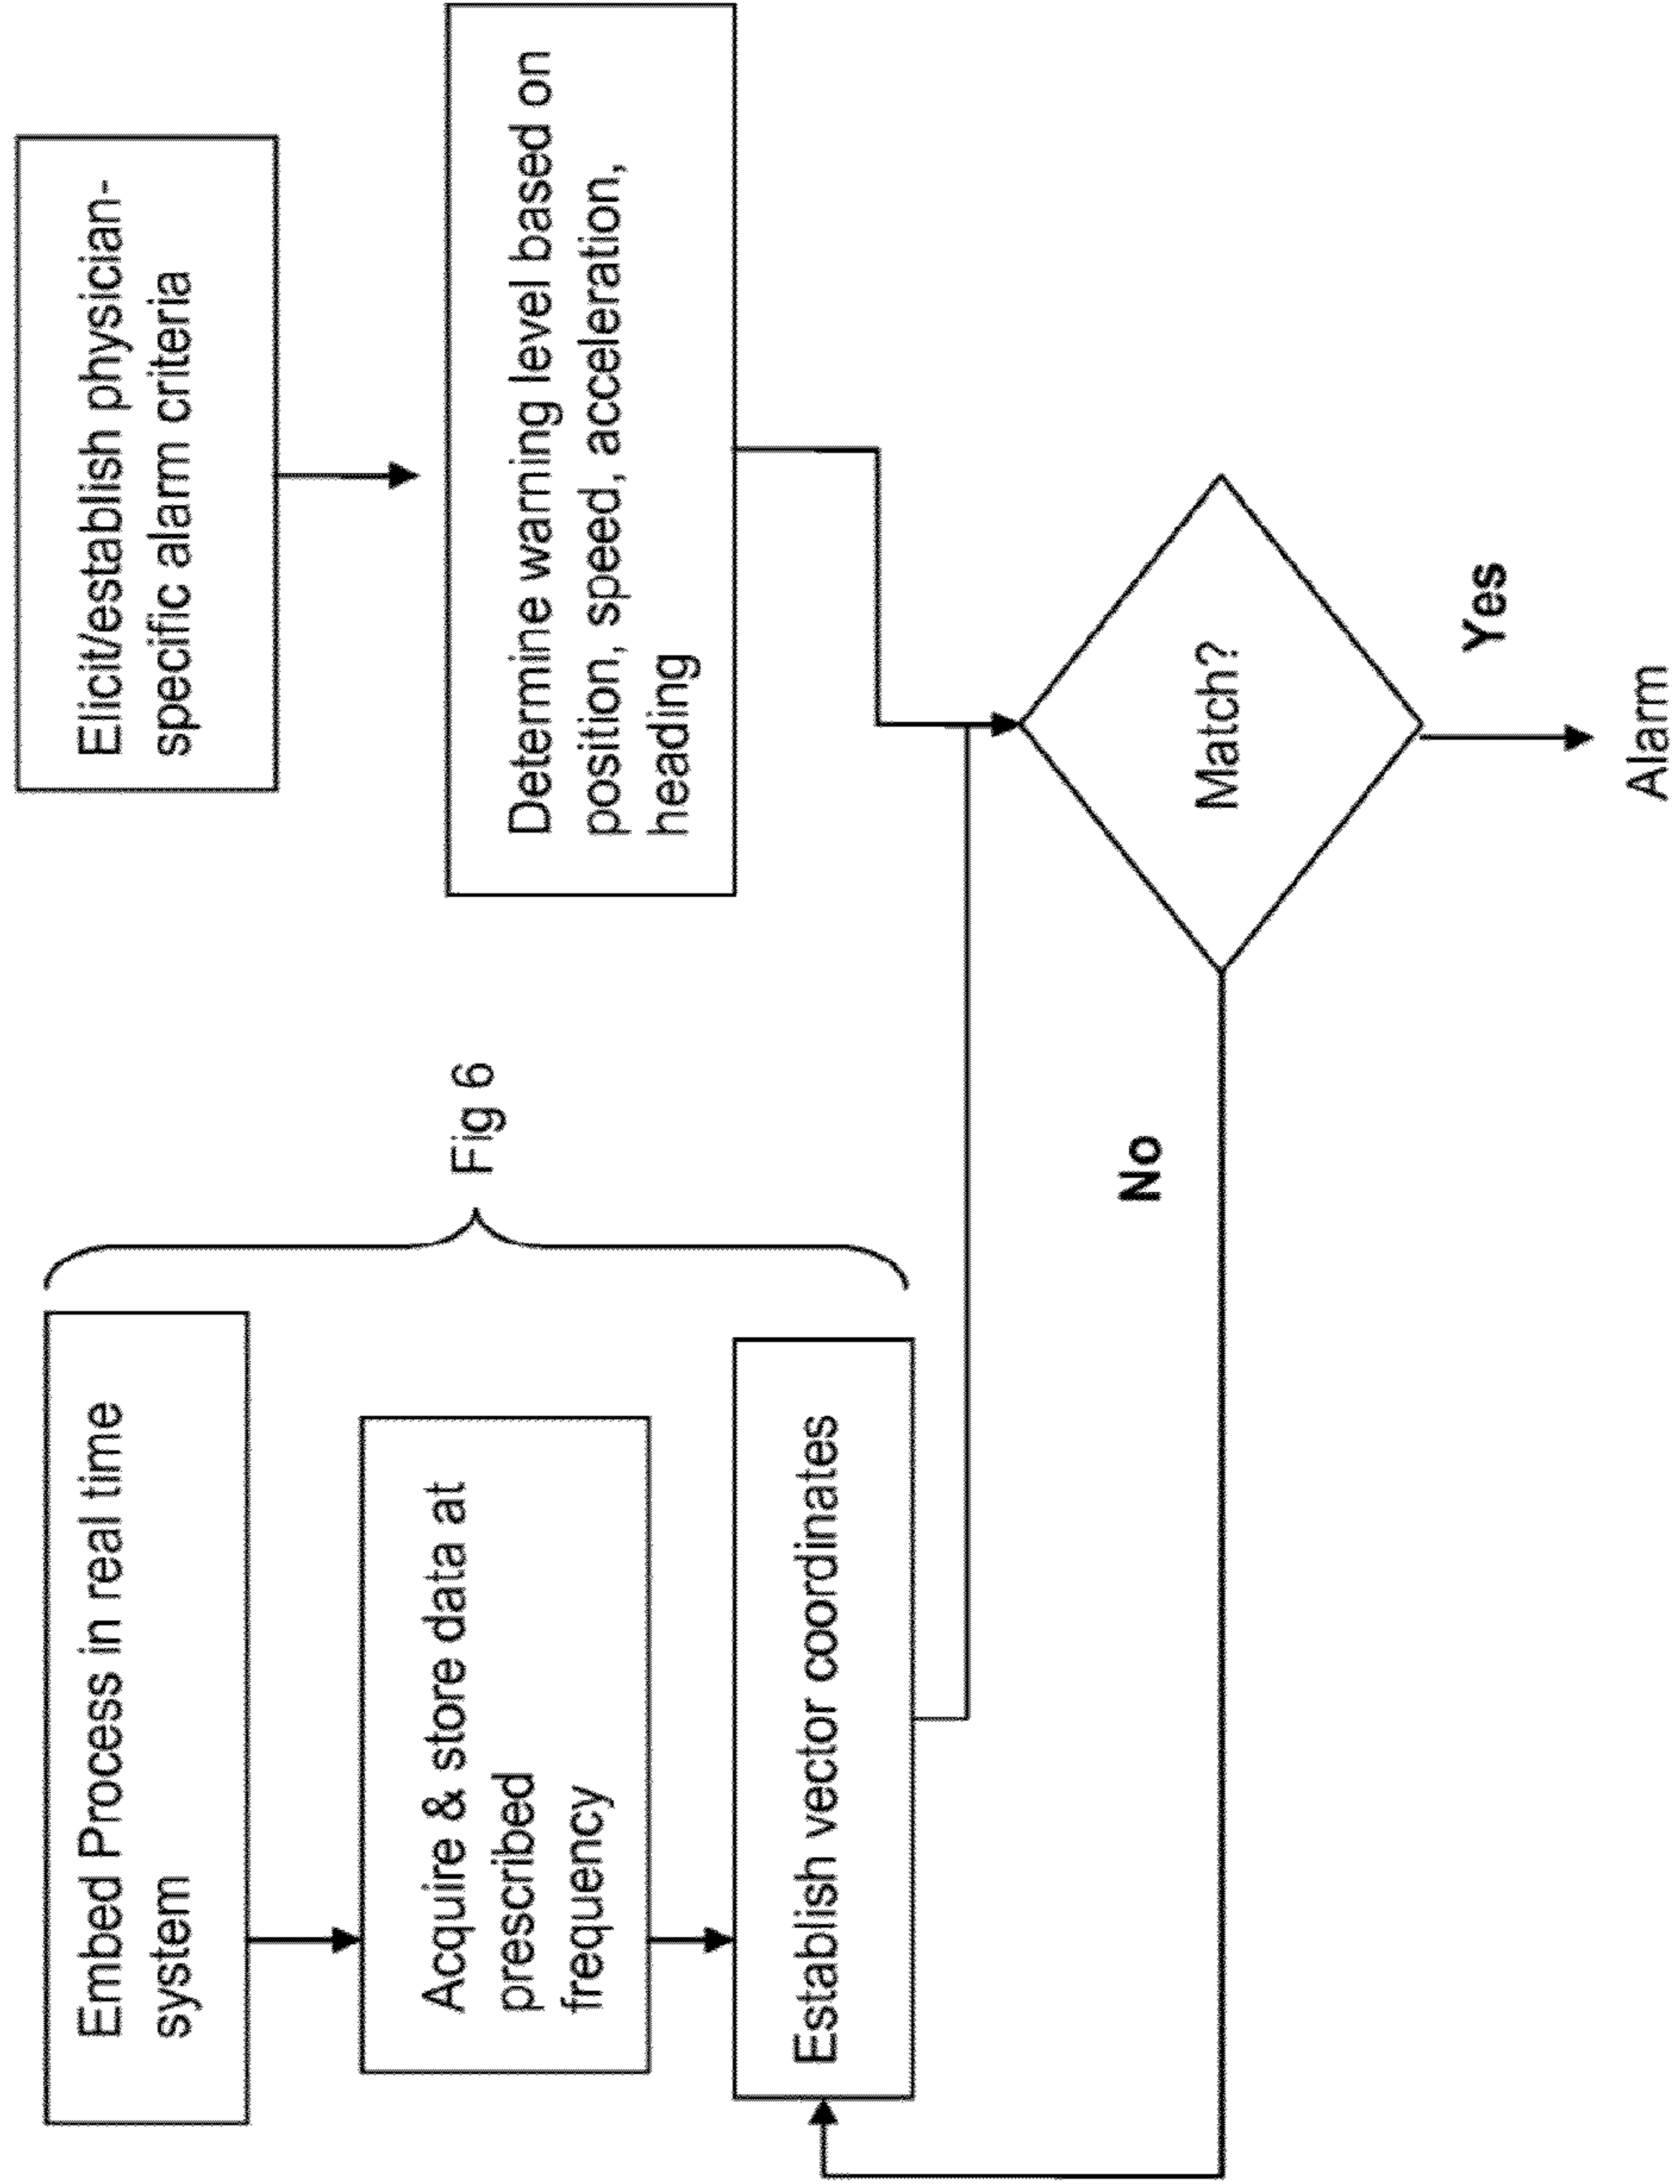 Embed Process in real time
system
Acquire & store data at
prescribed
frequency
Establish vector coordinates
Fig 6
Elicit/establish physician-
specific alarm criteria
Determine warning level based on
position, speed, acceleration,
heading
Match?
No
Yes
Alarm